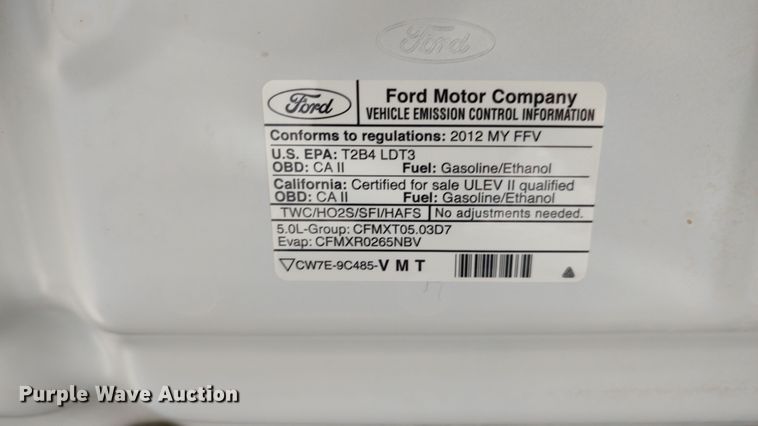 Ford
Ford
Ford Motor Company
VEHICLE EMISSION CONTROL INFORMATION
Conforms to regulations: 2012 MY FFV
U.S. EPA: T2B4 LDT3
OBD: CA II Fuel: Gasoline/Ethanol
California: Certified for sale ULEV II qualified
OBD: CA II Fuel: Gasoline/Ethanol
TWC/HO2S/SFI/HAFS No adjustments needed.
5.0L-Group: CFMXT05.03D7
Evap: CFMXR0265NBV
CW7E-9C485-V M T
Purple Wave Auction